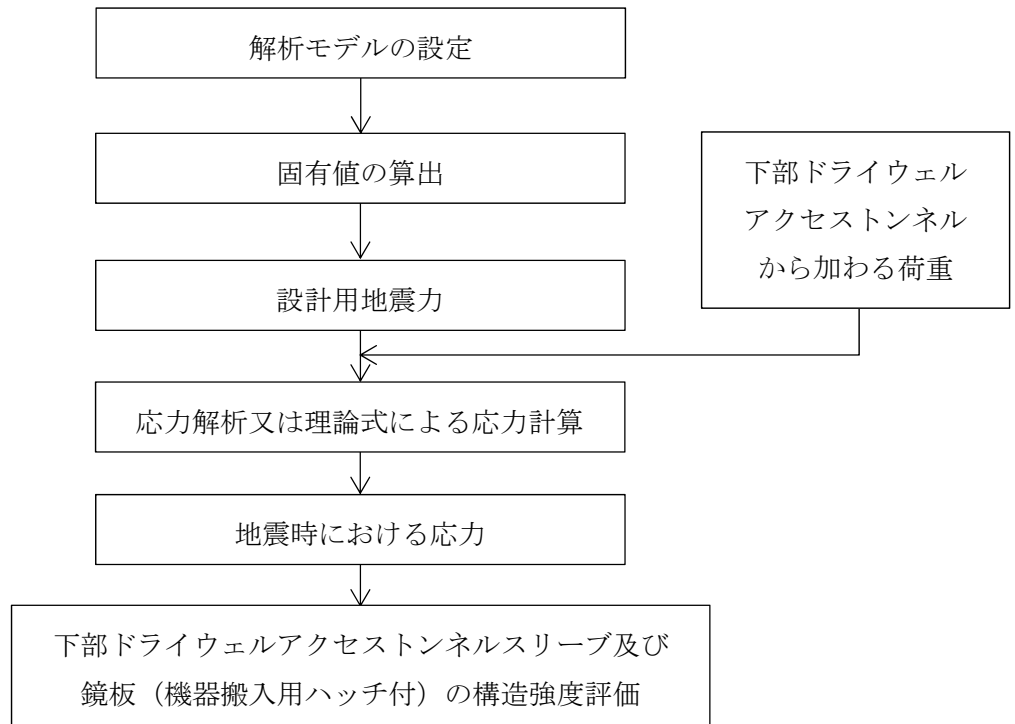 解析モデルの設定
固有値の算出
下部ドライウェル
アクセストンネル
から加わる荷重
設計用地震力
応力解析又は理論式による応力計算
地震時における応力
下部ドライウェルアクセストンネルスリーブ及び
鏡板（機器搬入用ハッチ付）の構造強度評価